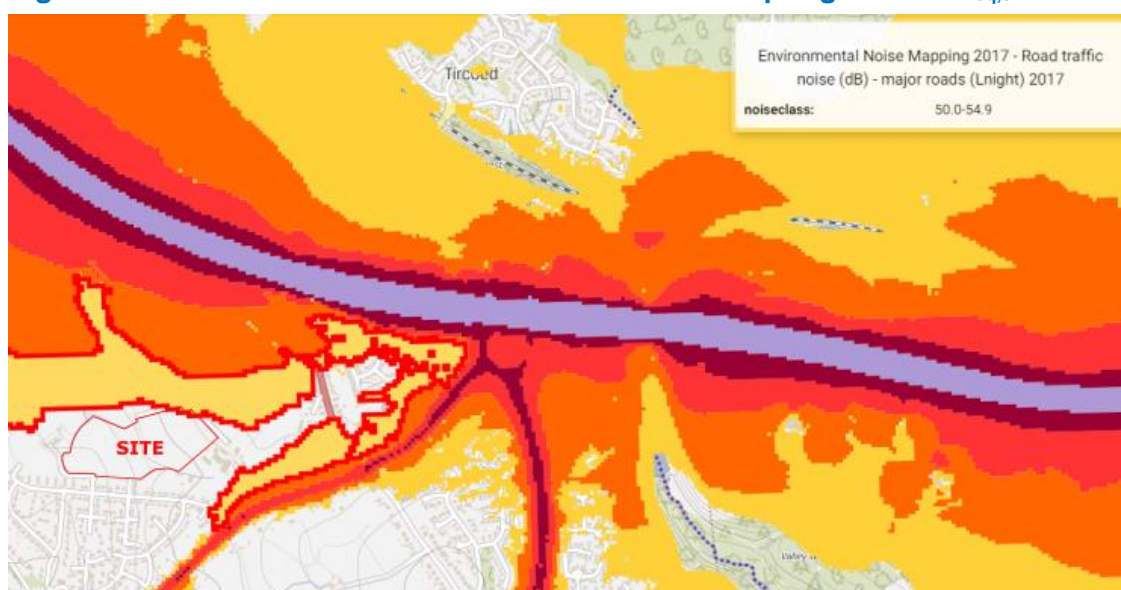 Tircoed
Environmental Noise Mapping 2017 - Road traffic
noise (dB) - major roads (Lnight) 2017
noiseclass: 50.0-54.9
SITE
Valley